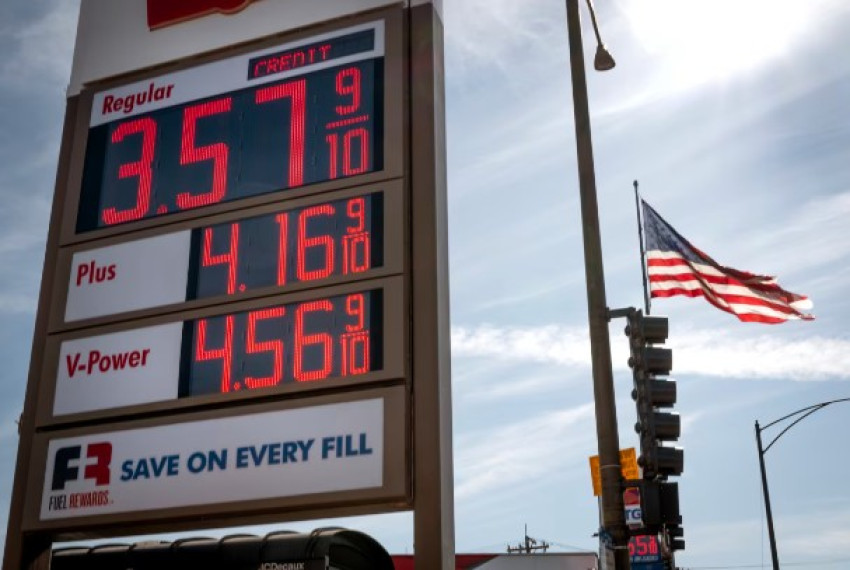 CREDIT
Regular
3.57 9/10
Plus
4.16 9/10
V-Power
4.56 9/10
FR SAVE ON EVERY FILL
FUEL REWARDS
JCDecaux